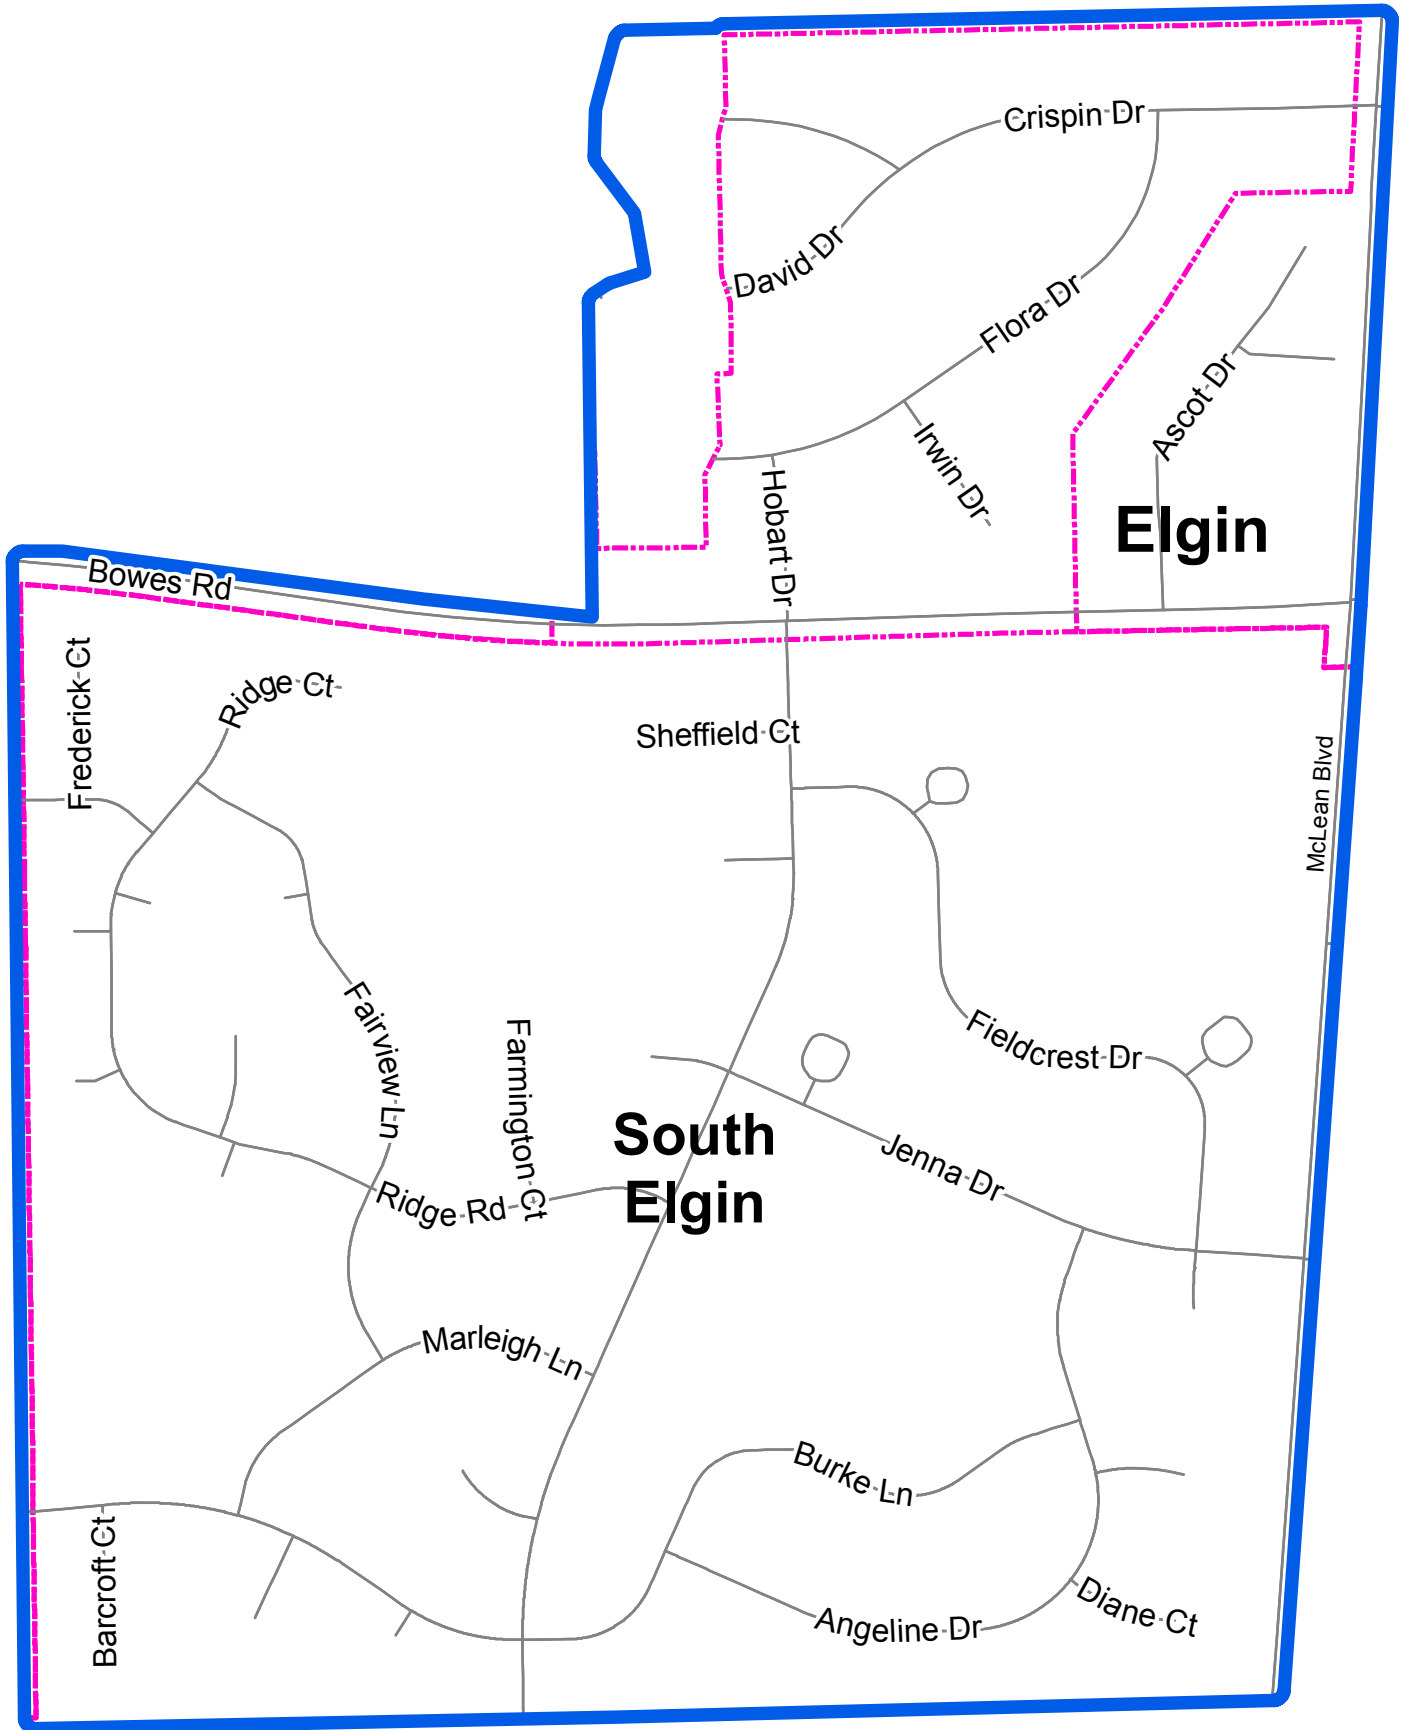 Crispin Dr
David Dr
Flora Dr
Ascot Dr
Irwin Dr
Hobart Dr
Elgin
Bowes Rd
Frederick Ct
Ridge Ct
Sheffield Ct
McLean Blvd
Fairview Ln
Farmington Ct
Fieldcrest Dr
South
Elgin
Jenna Dr
Ridge Rd
Marleigh Ln
Burke Ln
Barcroft Ct
Angeline Dr
Diane Ct